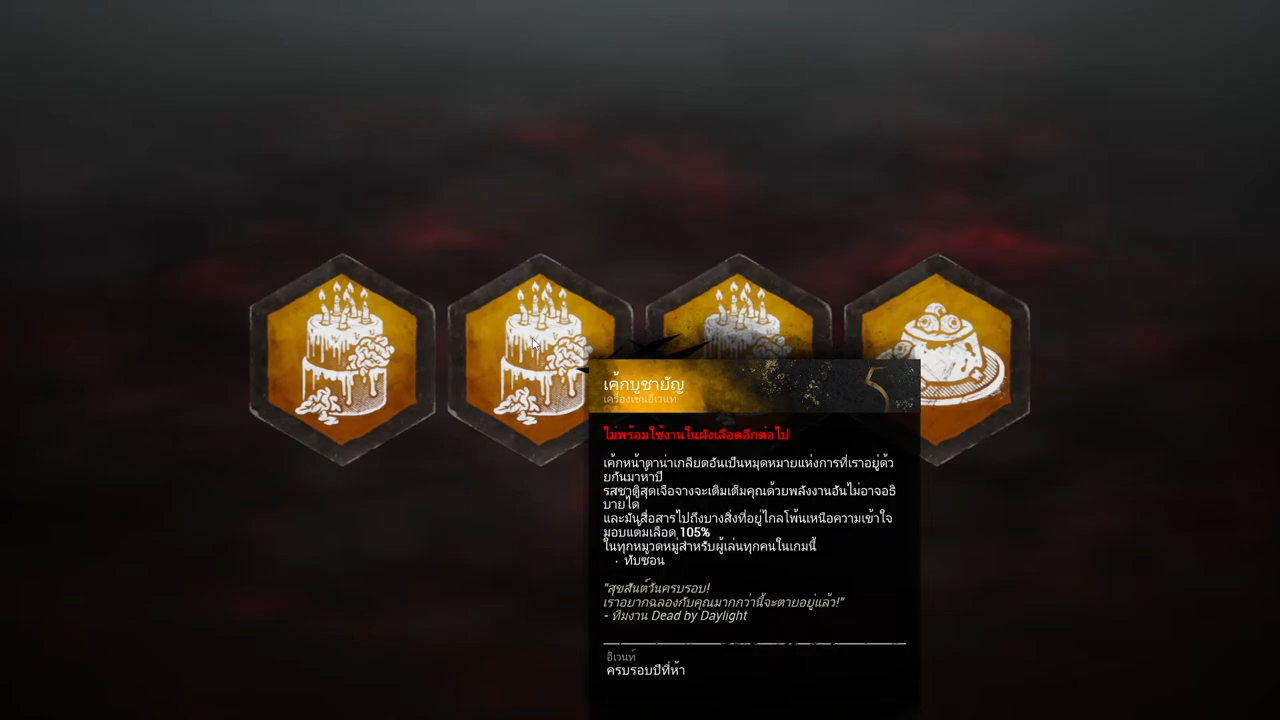 เค้กบูชายัญ
เครื่องเซ่นอีเวนท์
5
ไม่พร้อมใช้งานในผังเลือดอีกต่อไป
เค้กหน้าตาน่าเกลียดอันเป็นหมุดหมายแห่งการที่เราอยู่ด้ว
ยกันมาห้าปี
รสชาติสุดเจือจางจะเติมเต็มคุณด้วยพลังงานอันไม่อาจอธิ
บายได้
และมันสื่อสารไปถึงบางสิ่งที่อยู่ไกลโพ้นเหนือความเข้าใจ
มอบแต้มเลือด 105%
ในทุกหมวดหมู่สำหรับผู้เล่นทุกคนในเกมนี้
• ทับซ้อน
"สุขสันต์วันครบรอบ!
เราอยากฉลองกับคุณมากกว่านี้จะตายอยู่แล้ว!"
- ทีมงาน Dead by Daylight
อีเวนท์
ครบรอบปีที่ห้า